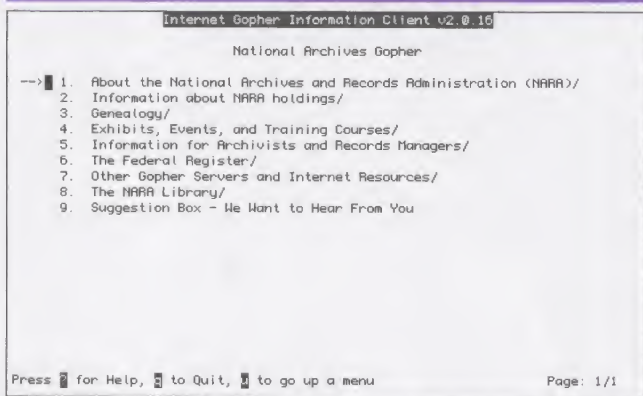 Internet Gopher Information Client v2.0.16
National Archives Gopher
--> 1. About the National Archives and Records Administration (NARA)/
2. Information about NARA holdings/
3. Genealogy/
4. Exhibits, Events, and Training Courses/
5. Information for Archivists and Records Managers/
6. The Federal Register/
7. Other Gopher Servers and Internet Resources/
8. The NARA Library/
9. Suggestion Box - We Want to Hear From You
Press ? for Help, q to Quit, u to go up a menu Page: 1/1